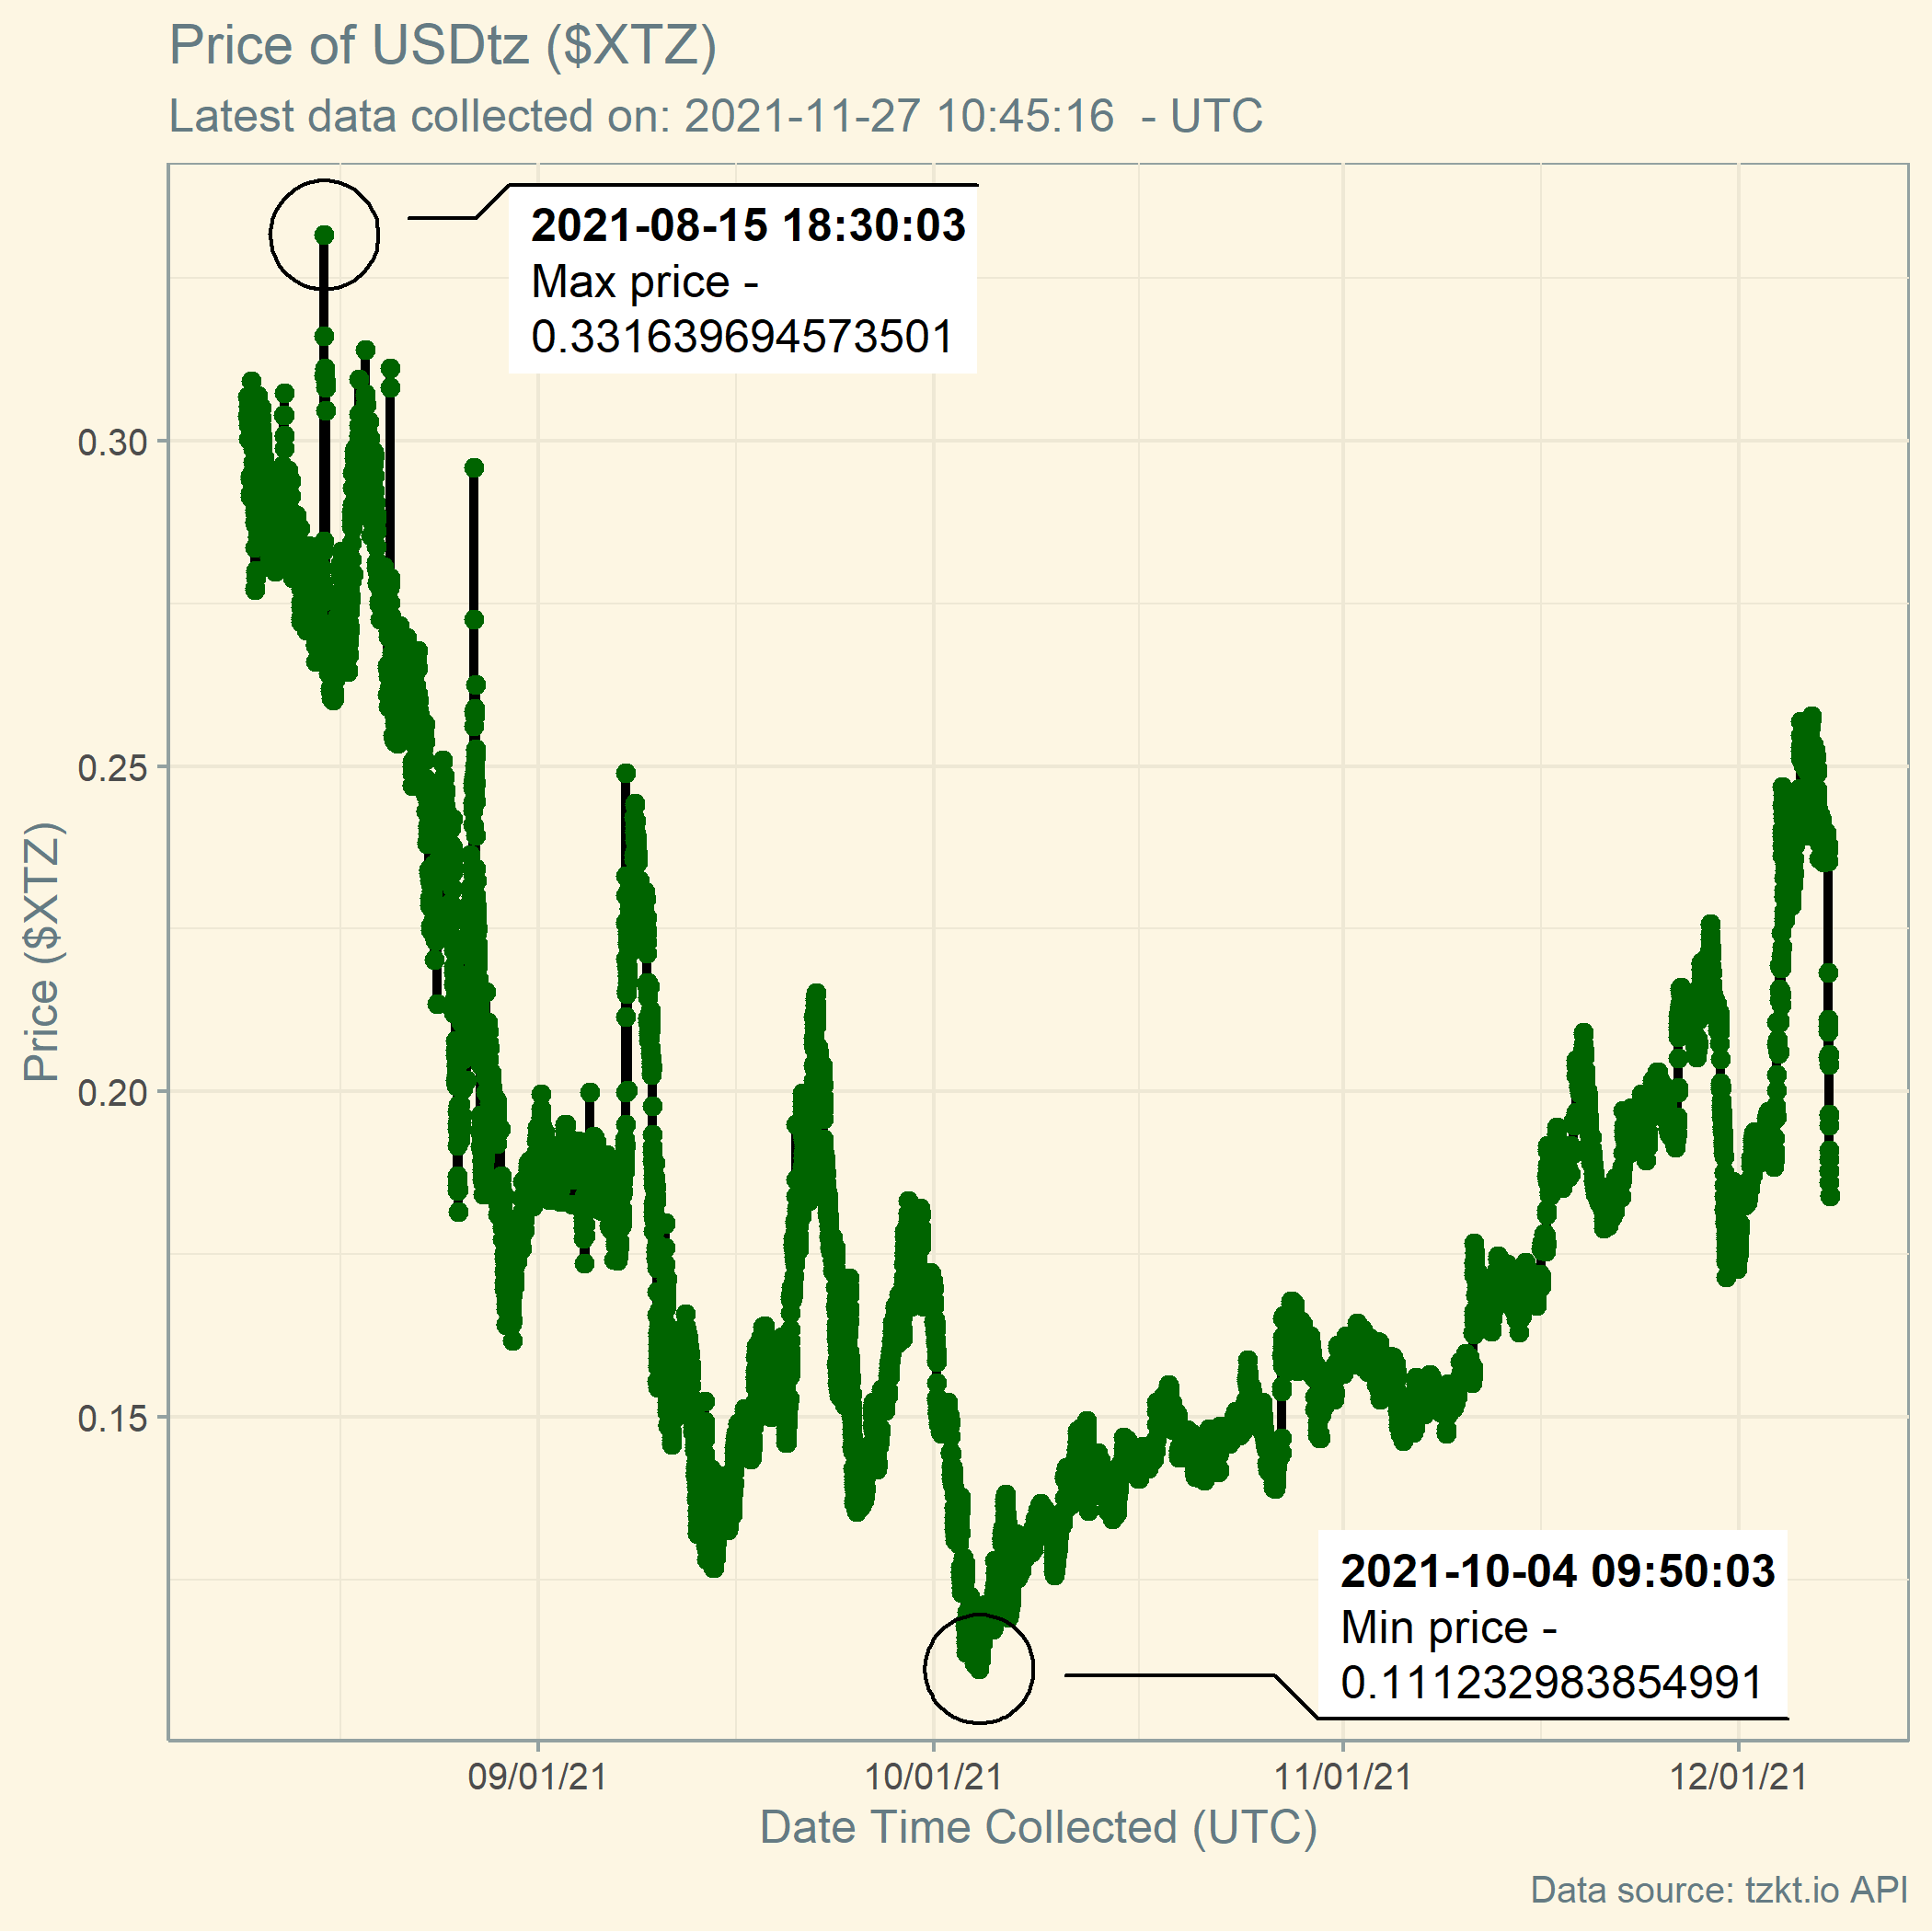 Price of USDtz ($XTZ)
Latest data collected on: 2021-11-27 10:45:16  - UTC
2021-08-15 18:30:03
Max price -
0.331639694573501
0.30
0.25
0.20
0.15
Price ($XTZ)
2021-10-04 09:50:03
Min price -
0.111232983854991
09/01/21
10/01/21
11/01/21
12/01/21
Date Time Collected (UTC)
Data source: tzkt.io API